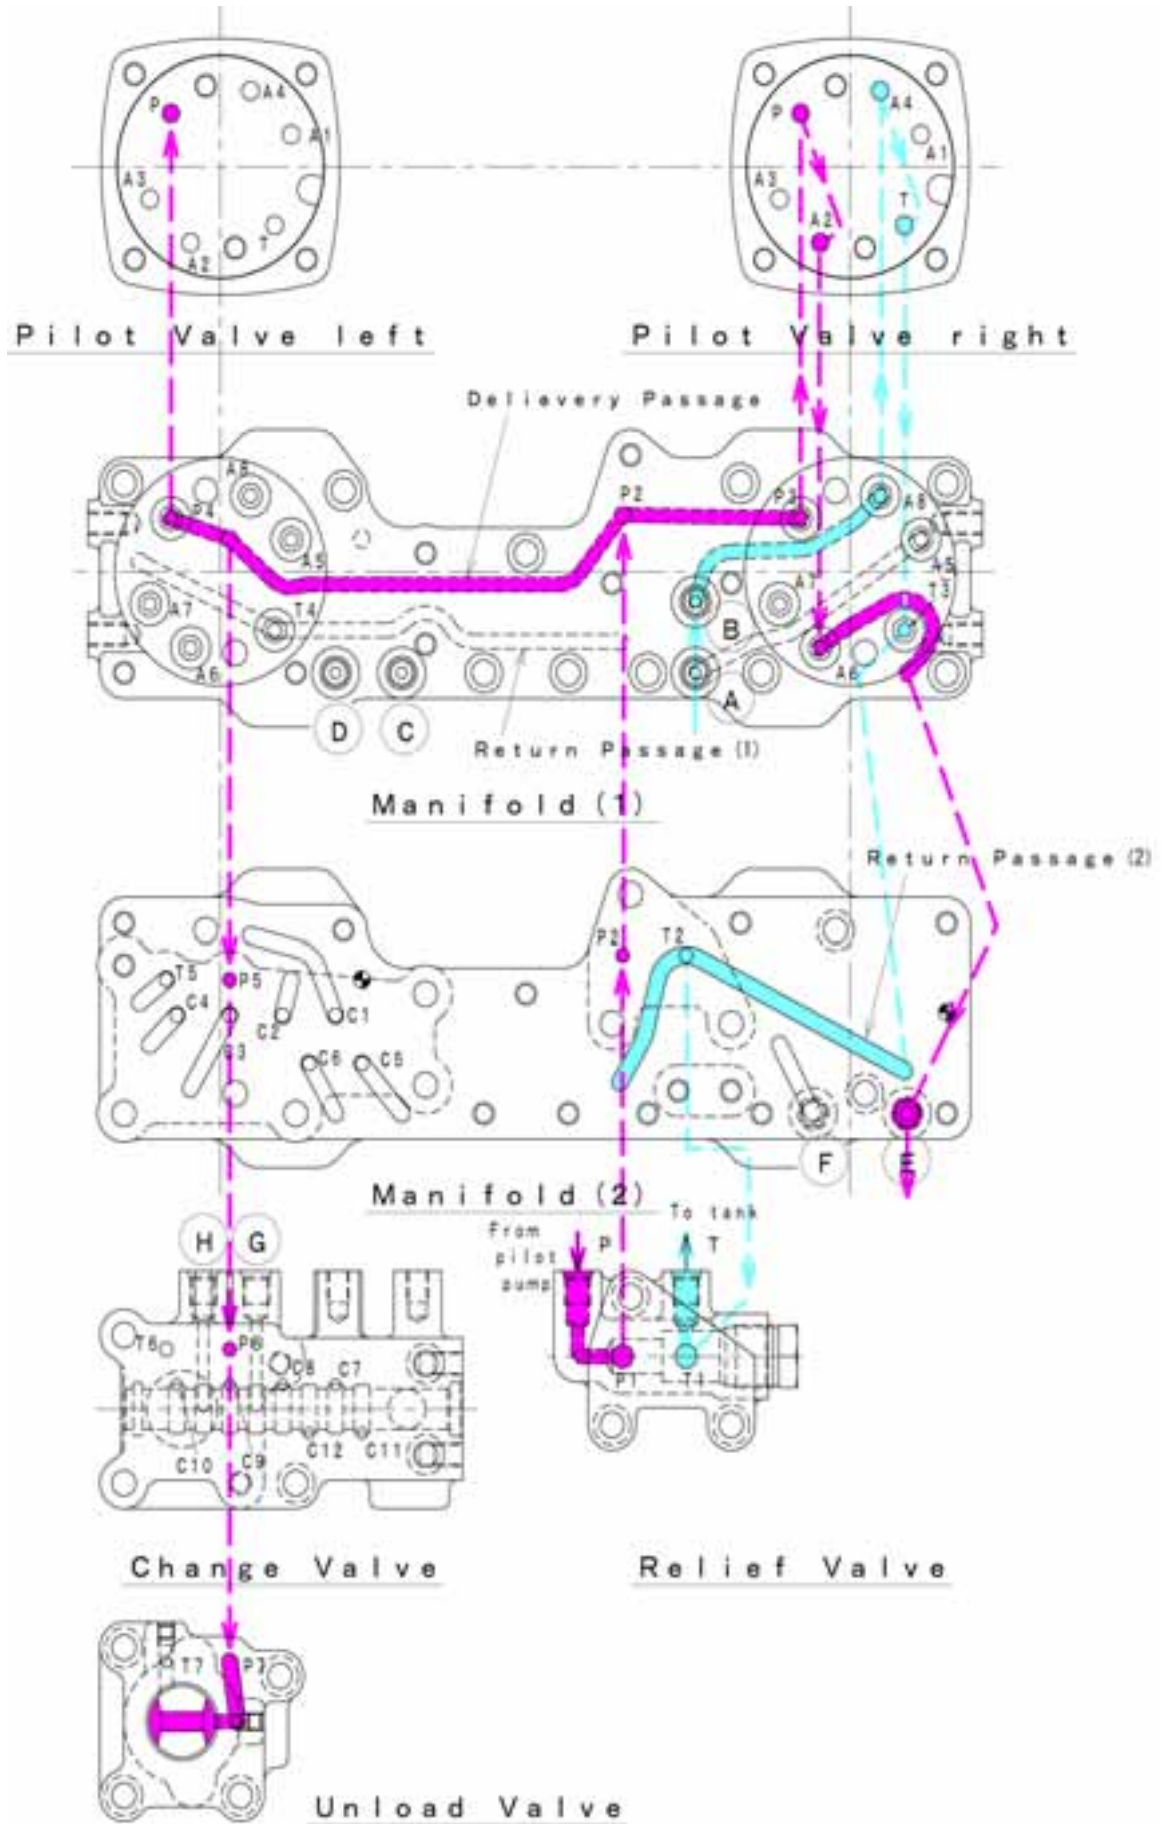 P
A4
A1
A3
T
A2
P
A4
A1
A3
T
A2
Pilot Valve left
Pilot Valve right
Delievery Passage
A8
P4
P2
P3
A8
A5
A5
A7
T4
A7
T3
B
A6
A6
A
D
C
Return Passage (1)
Manifold (1)
Return Passage (2)
P2
T2
T5
P5
C4
C2
C1
C3
C6
C5
F
E
Manifold (2)
H
G
From
pilot
pump
P
To tank
T
T6
P6
C8
C7
P1
T1
C10
C9
C12
C11
Change Valve
Relief Valve
T7
P7
Unload Valve